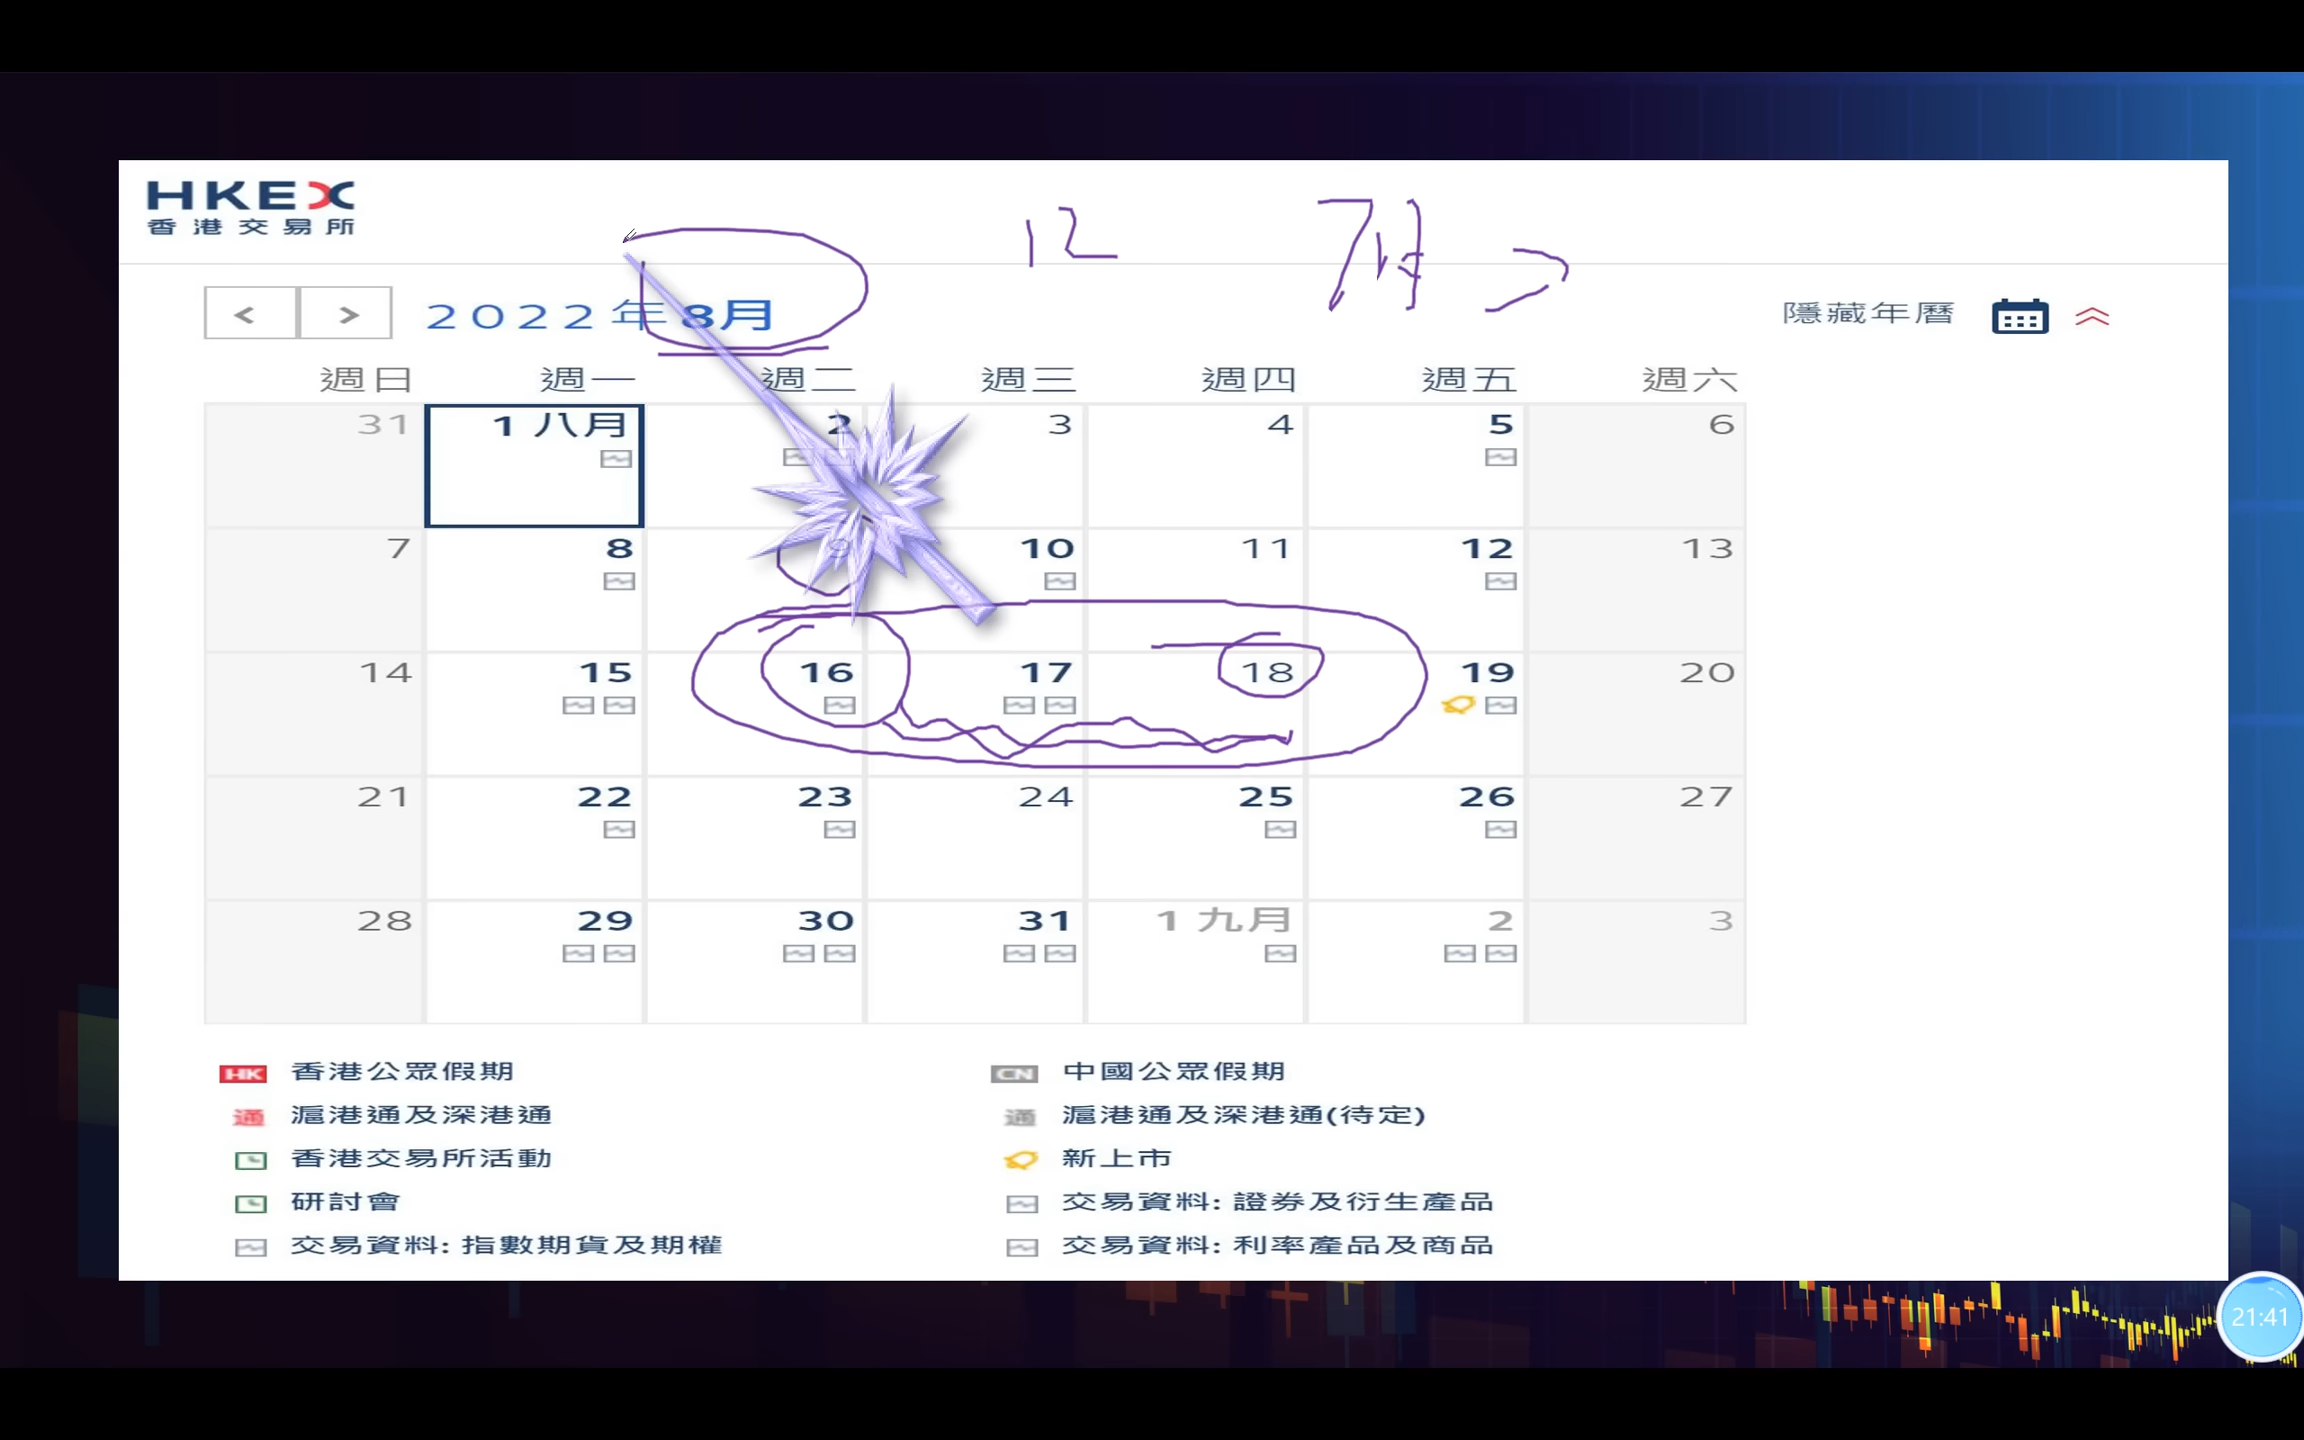 HKEX
香港交易所
12
< > 2022年8月 隱藏年曆
週日 週一 週二 週三 週四 週五 週六
31 1 八月 2 3 4 5 6
7 8 9 10 11 12 13
14 15 16 17 18 19 20
21 22 23 24 25 26 27
28 29 30 31 1 九月 2 3
HK 香港公眾假期 CN 中國公眾假期
通 滬港通及深港通 通 滬港通及深港通(待定)
香港交易所活動 新上市
研討會 交易資料: 證券及衍生產品
交易資料: 指數期貨及期權 交易資料: 利率產品及商品
21:41